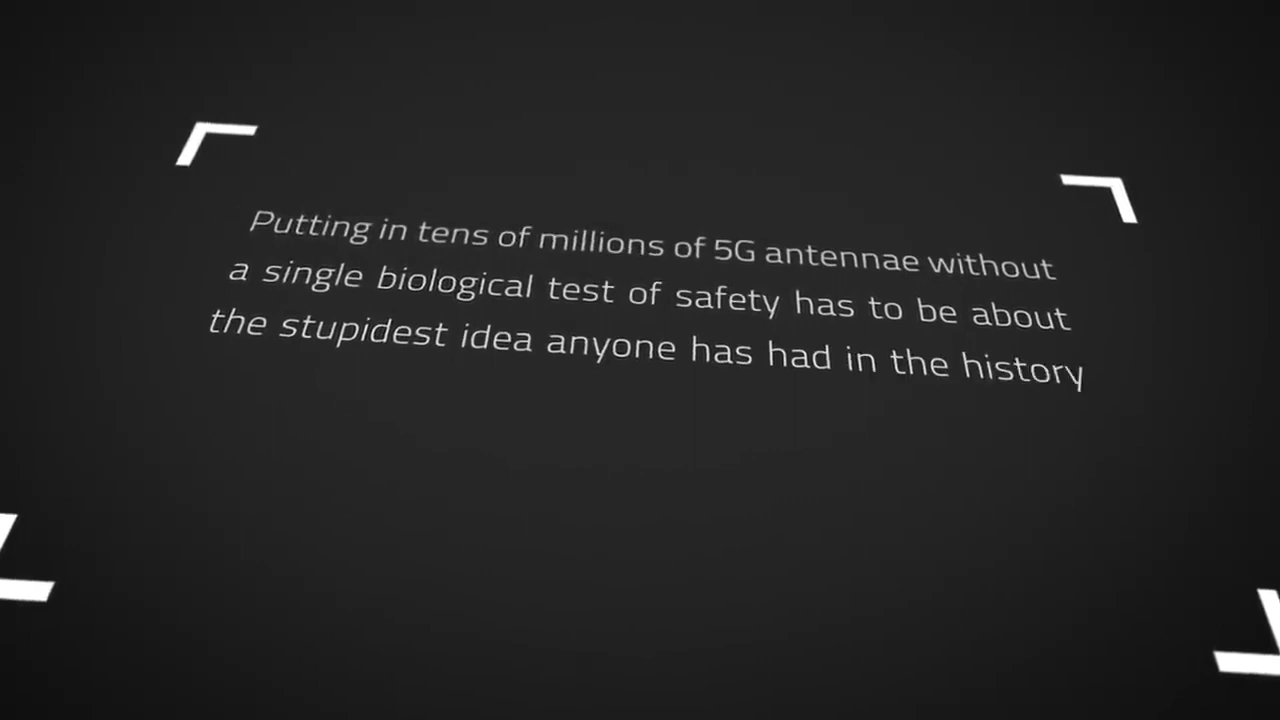 Putting in tens of millions of 5G antennae without
a single biological test of safety has to be about
the stupidest idea anyone has had in the history